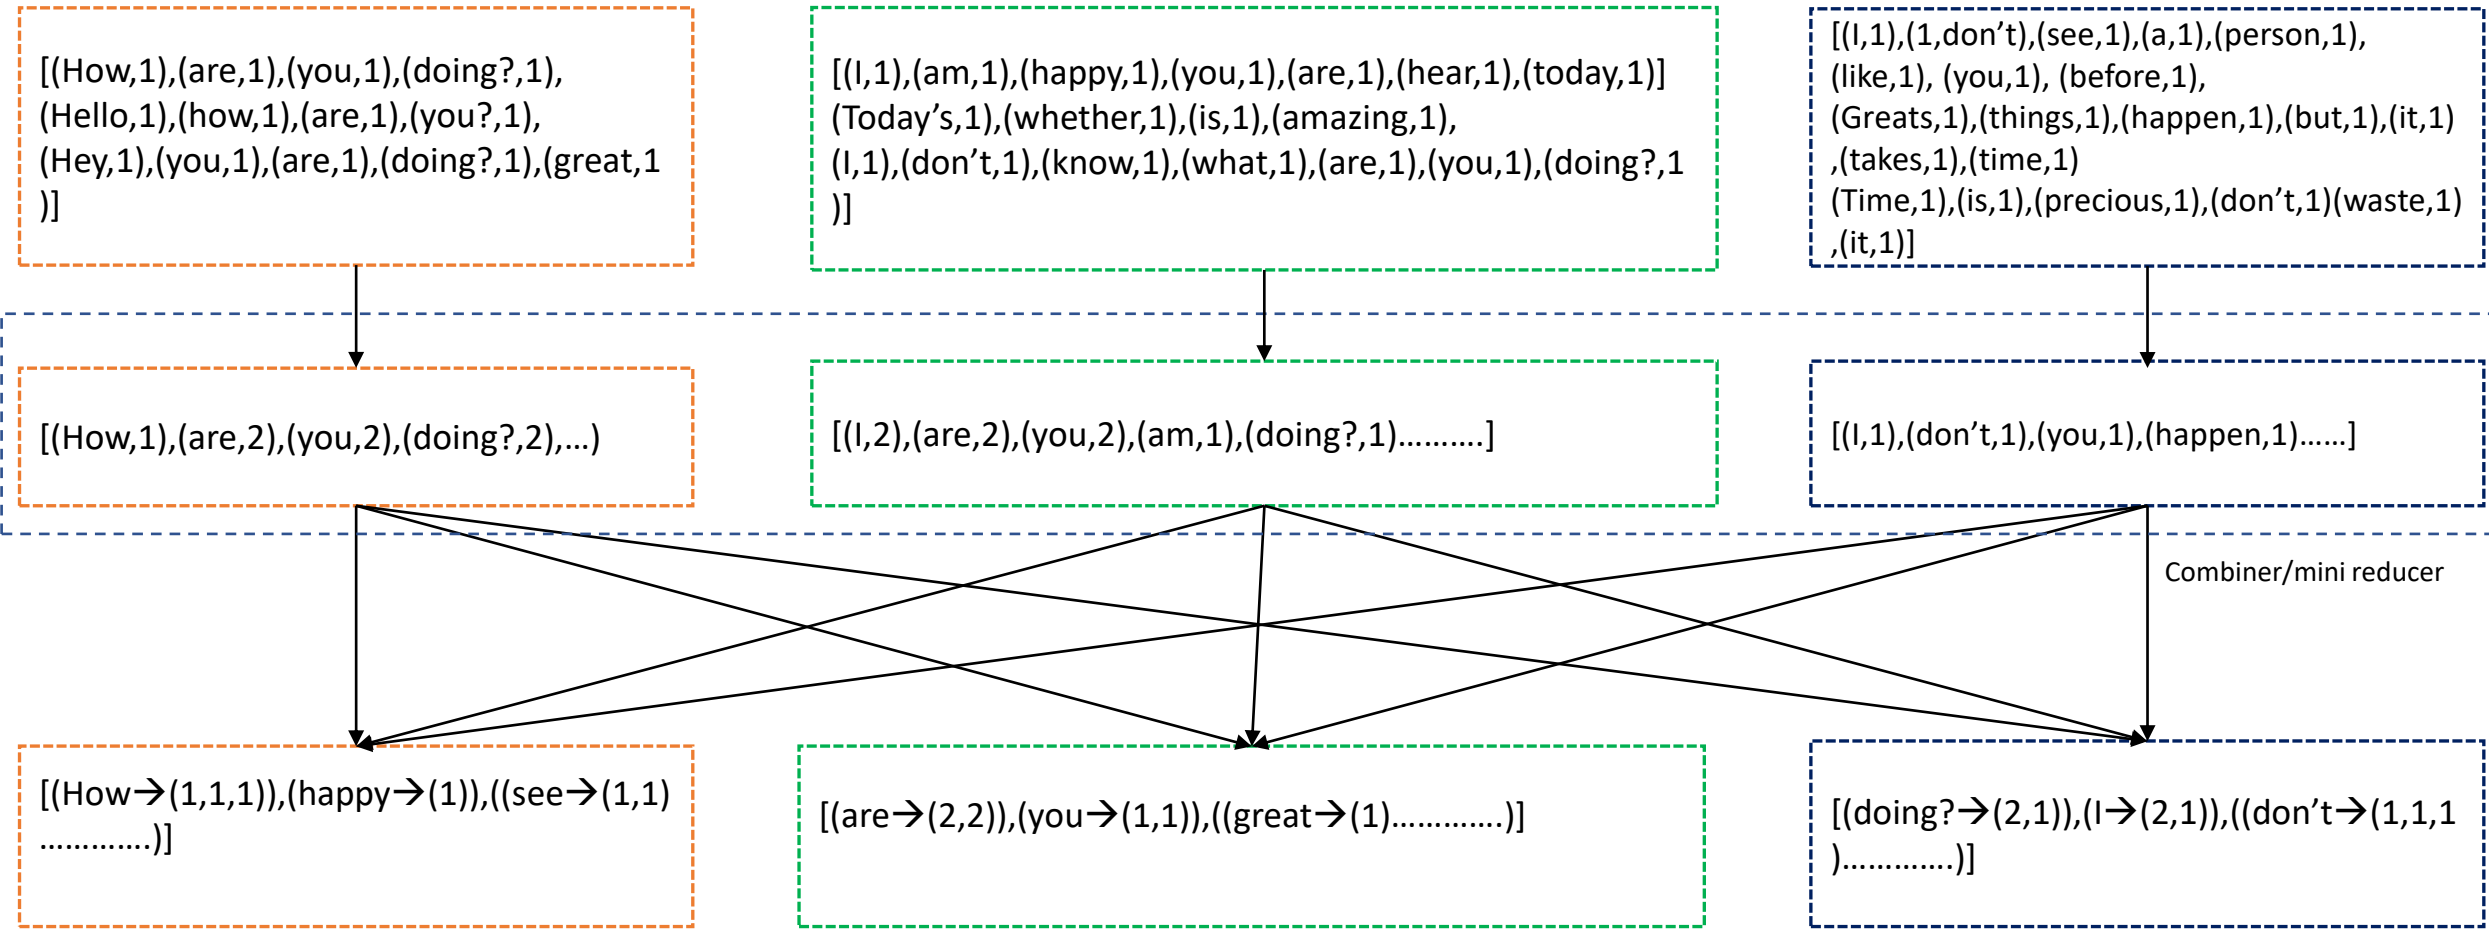 [(How,1),(are,1),(you,1),(doing?,1),
(Hello,1),(how,1),(are,1),(you?,1),
(Hey,1),(you,1),(are,1),(doing?,1),(great,1
)]
[(I,1),(am,1),(happy,1),(you,1),(are,1),(hear,1),(today,1)]
(Today’s,1),(whether,1),(is,1),(amazing,1),
(I,1),(don’t,1),(know,1),(what,1),(are,1),(you,1),(doing?,1
)]
[(I,1),(1,don’t),(see,1),(a,1),(person,1),
(like,1), (you,1), (before,1),
(Greats,1),(things,1),(happen,1),(but,1),(it,1)
,(takes,1),(time,1)
(Time,1),(is,1),(precious,1),(don’t,1)(waste,1)
,(it,1)]
[(How,1),(are,2),(you,2),(doing?,2),…)
[(I,2),(are,2),(you,2),(am,1),(doing?,1)……….]
[(I,1),(don’t,1),(you,1),(happen,1)……]
Combiner/mini reducer
[(How→(1,1,1)),(happy→(1)),((see→(1,1)
………….)]
[(are→(2,2)),(you→(1,1)),((great→(1)………….)]
[(doing?→(2,1)),(I→(2,1)),((don’t→(1,1,1
)………….)]